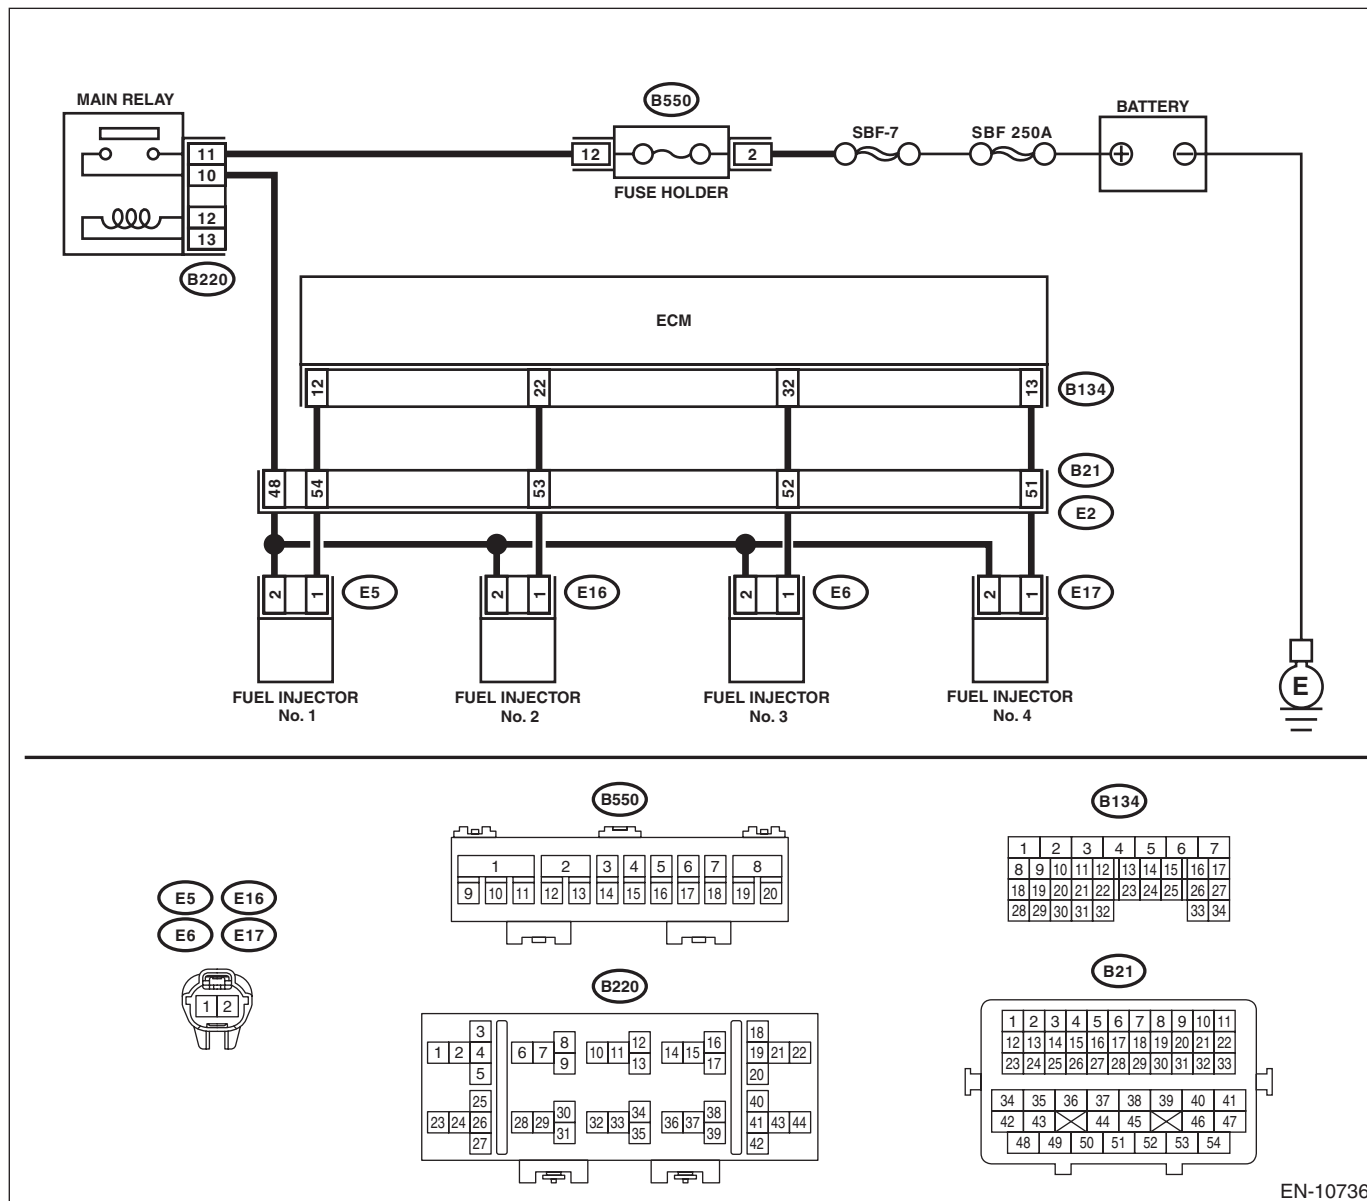 B550
MAIN RELAY
SBF-7
SBF 250A
BATTERY
11
12
2
10
FUSE HOLDER
12
13
B220
ECM
12
22
32
13
B134
48
54
53
52
51
B21
E2
2
1
E5
2
1
E16
2
1
E6
2
1
E17
E
FUEL INJECTOR
No. 1
FUEL INJECTOR
No. 2
FUEL INJECTOR
No. 3
FUEL INJECTOR
No. 4
E5 E16
E6 E17
1 2
B550
1 2 3 4 5 6 7 8
9 10 11 12 13 14 15 16 17 18 19 20
B134
1 2 3 4 5 6 7
8 9 10 11 12 13 14 15 16 17
18 19 20 21 22 23 24 25 26 27
28 29 30 31 32 33 34
B220
3 8 12 16 18
1 2 4 6 7 10 11 14 15 19 21 22
5 9 13 17 20
25 30 34 38 40
23 24 26 28 29 32 33 36 37 41 43 44
27 31 35 39 42
B21
1 2 3 4 5 6 7 8 9 10 11
12 13 14 15 16 17 18 19 20 21 22
23 24 25 26 27 28 29 30 31 32 33
34 35 36 37 38 39 40 41
42 43 44 45 46 47
48 49 50 51 52 53 54
EN-10736